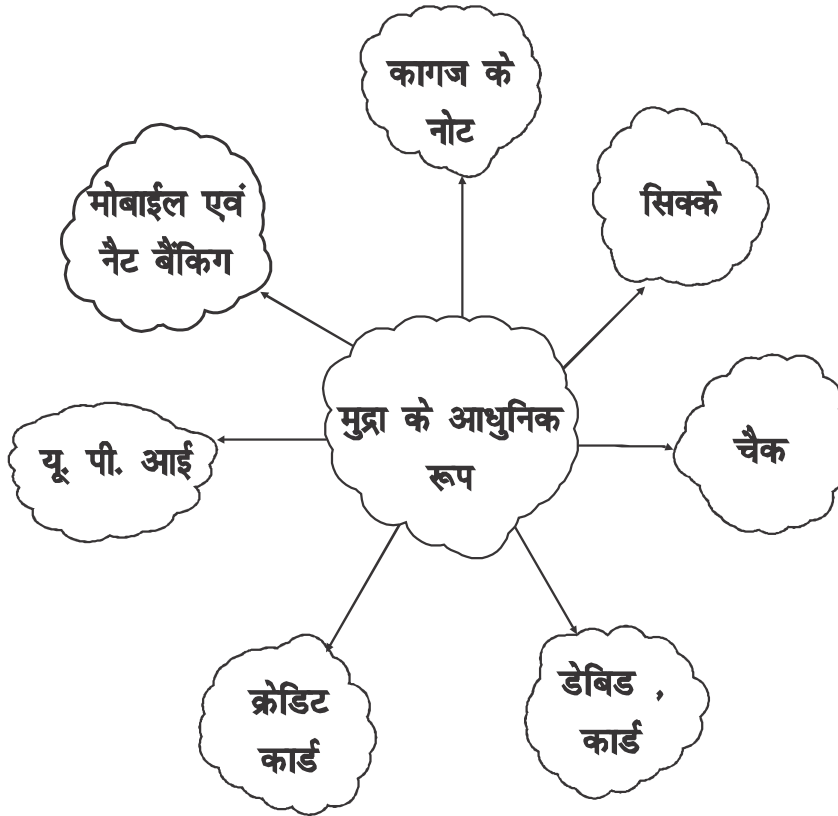 कागज के
नोट
सिक्के
मोबाईल एवं
नैट बैंकिग
मुद्रा के आधुनिक
रूप
चैक
यू. पी. आई
क्रेडिट
कार्ड
डेबिड ,
कार्ड